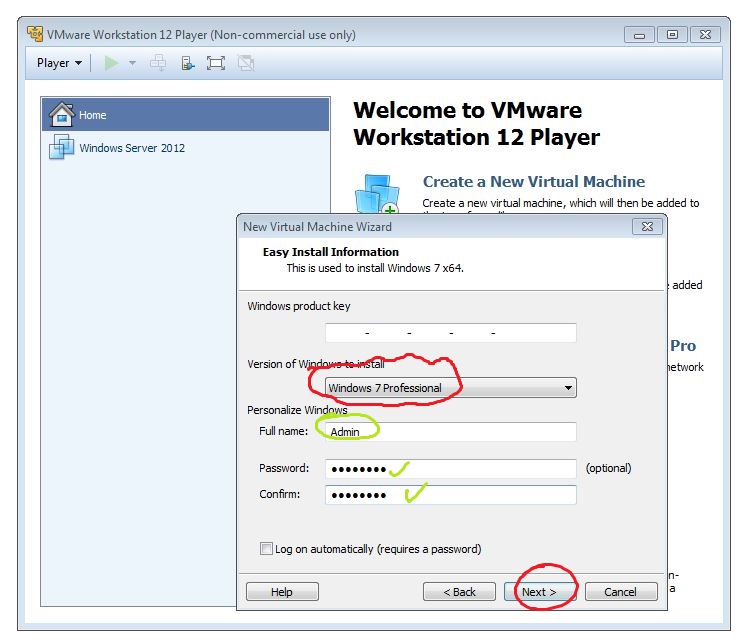 VMware Workstation 12 Player (Non-commercial use only)
Player
Home
Windows Server 2012
Welcome to VMware
Workstation 12 Player
Create a New Virtual Machine
Create a new virtual machine, which will then be added to
New Virtual Machine Wizard
Easy Install Information
This is used to install Windows 7 x64.
added
Windows product key
- - - -
Pro
Version of Windows to install
network
Windows 7 Professional
Personalize Windows
Full name: Admin
Password: ●●●●●●●● (optional)
Confirm: ●●●●●●●●
Log on automatically (requires a password)
n-
a
Help < Back Next > Cancel